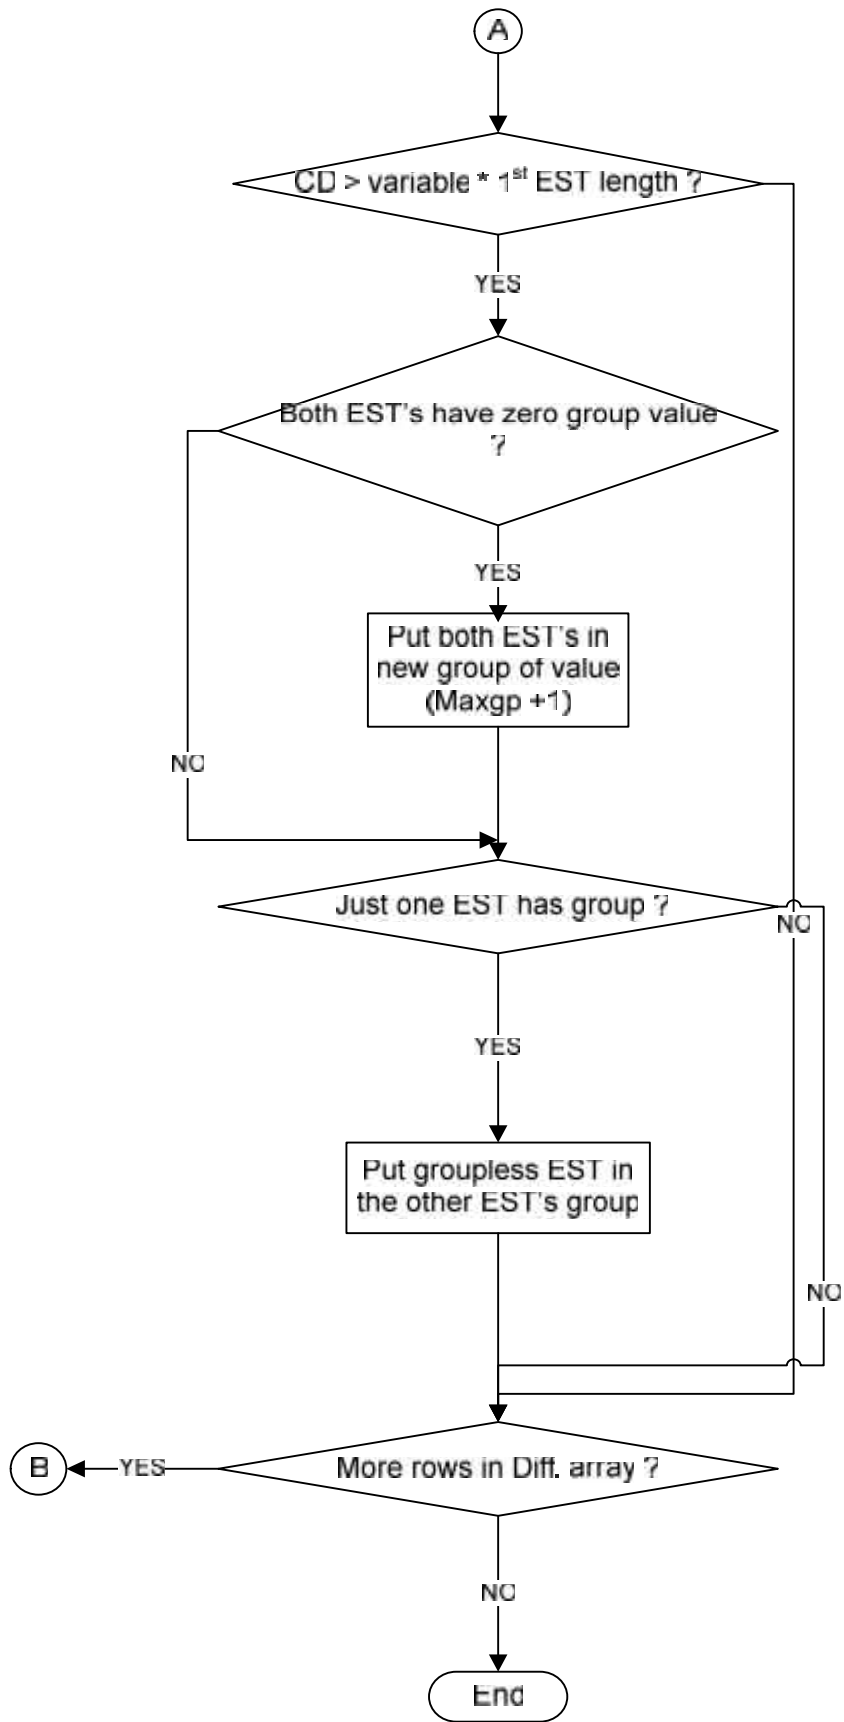 A
CD > variable * 1st EST length ?
YES
Both EST's have zero group value
?
YES
Put both EST's in
new group of value
(Maxgp +1)
NO
Just one EST has group ?
NO
YES
Put groupless EST in
the other EST's group
NO
More rows in Diff. array ?
YES
B
NO
End